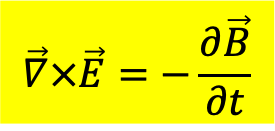 ∇⃗×E⃗ = −∂B⃗/∂t